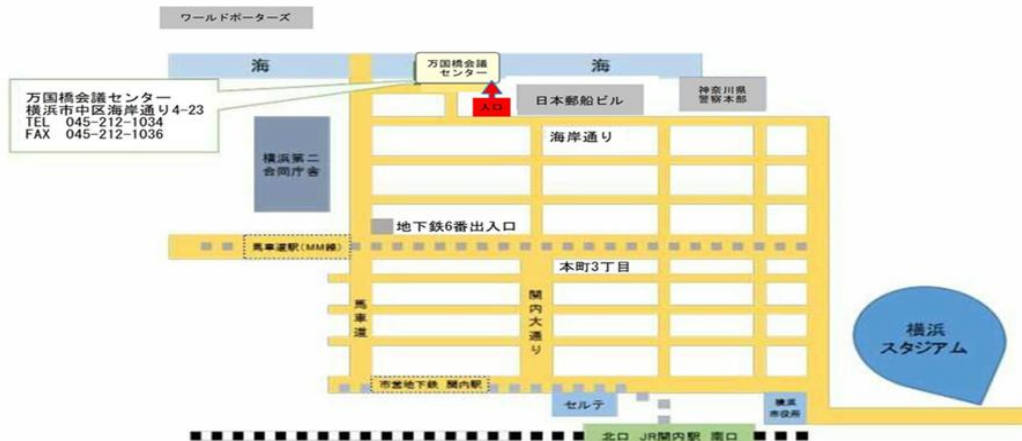 ワールドポーターズ
海
万国橋会議
センター
海
万国橋会議センター
横浜市中区海岸通り4-23
TEL 045-212-1034
FAX 045-212-1036
入口
日本郵船ビル
神奈川県
警察本部
海岸通り
横浜第二
合同庁舎
地下鉄6番出入口
馬車道駅(MM線)
本町3丁目
馬車道
関内大通り
横浜
スタジアム
市営地下鉄 関内駅
セルテ
横浜
市役所
北口 JR関内駅 南口